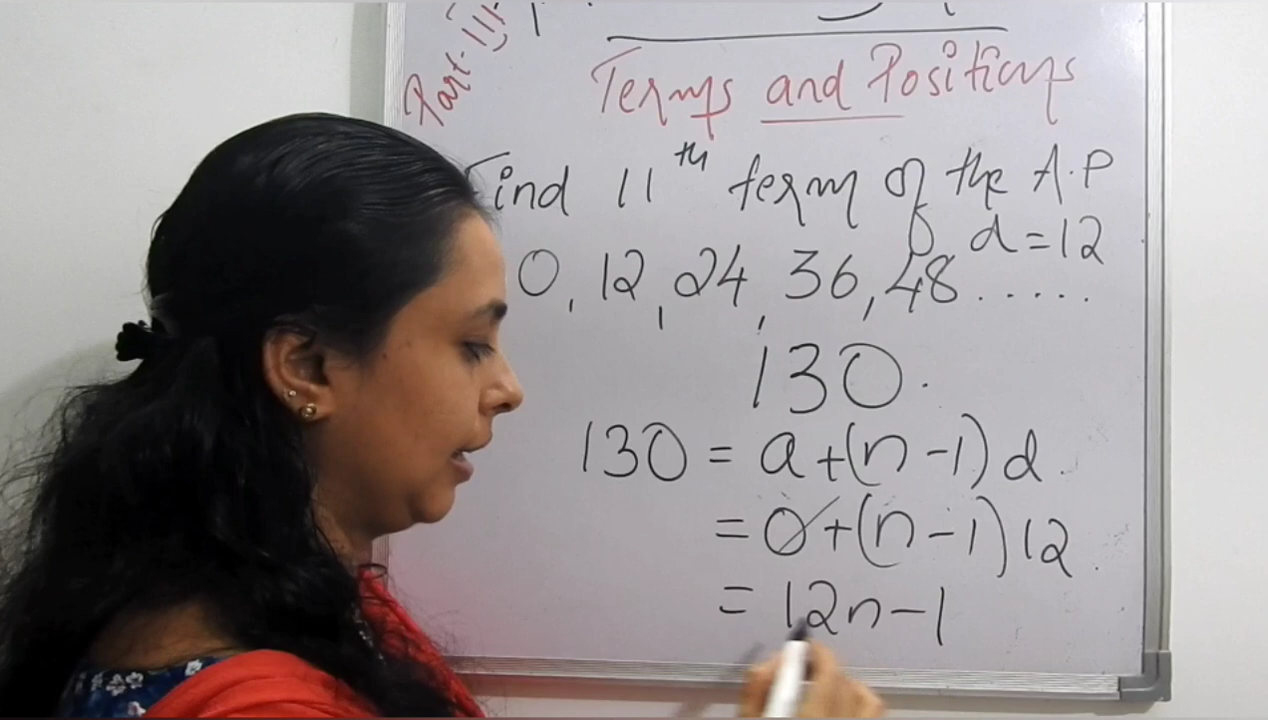 Part-III
Terms and Positions
Find 11th term of the A.P
d=12
0, 12, 24, 36, 48......
130.
130 = a+(n-1)d.
= 0+(n-1)12.
= 12n-1